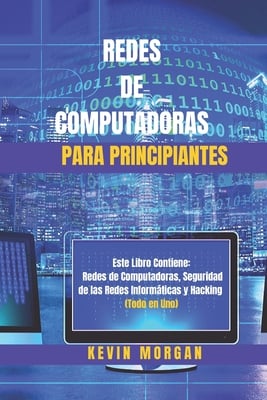 REDES
DE
COMPUTADORAS
PARA PRINCIPIANTES
Este Libro Contiene:
Redes de Computadoras, Seguridad
de las Redes Informáticas y Hacking
(Todo en Uno)
KEVIN MORGAN